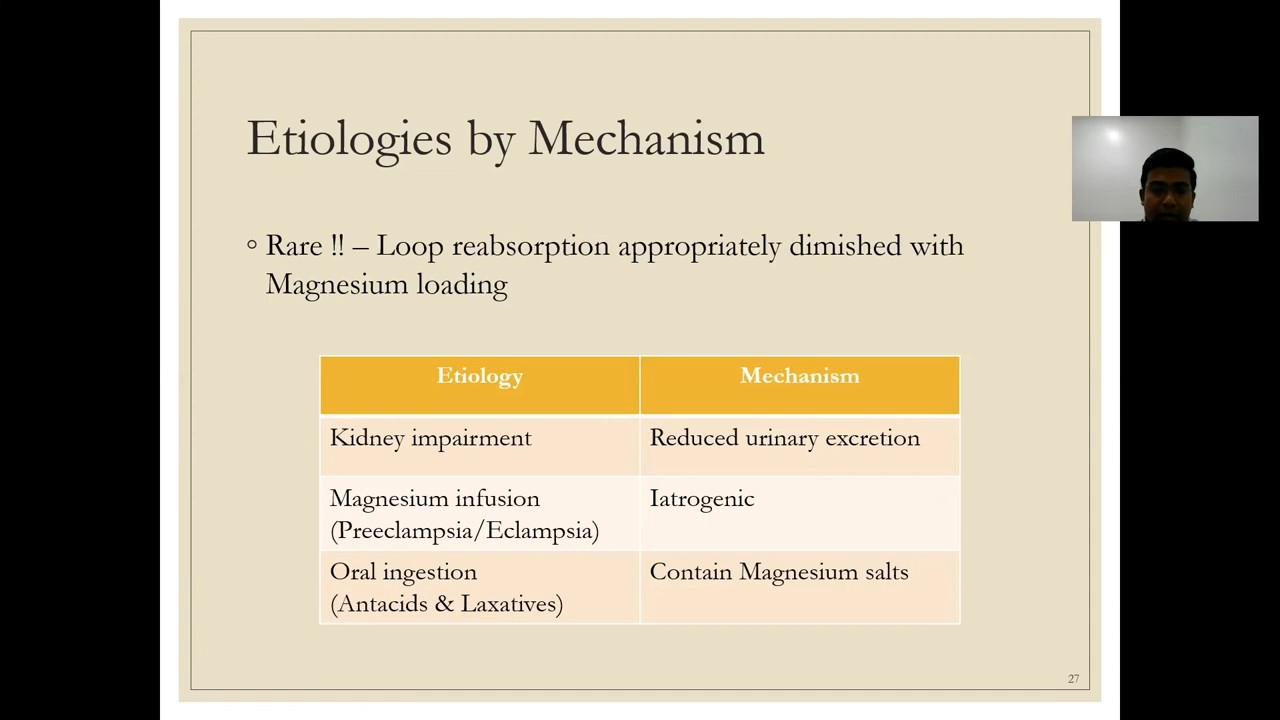 Etiologies by Mechanism
Rare !! – Loop reabsorption appropriately dimished with
Magnesium loading
Etiology
Mechanism
Kidney impairment
Reduced urinary excretion
Magnesium infusion
(Preeclampsia/Eclampsia)
Iatrogenic
Oral ingestion
(Antacids & Laxatives)
Contain Magnesium salts
27